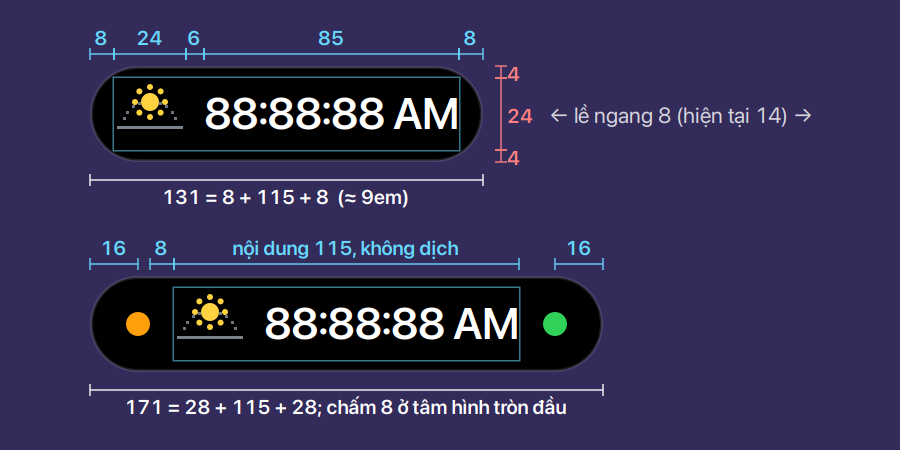 8 24 6 85 8
4
88:88:88 AM
24 ← lề ngang 8 (hiện tại 14) →
4
131 = 8 + 115 + 8 (≈ 9em)
16 8 nội dung 115, không dịch 16
88:88:88 AM
171 = 28 + 115 + 28; chấm 8 ở tâm hình tròn đầu